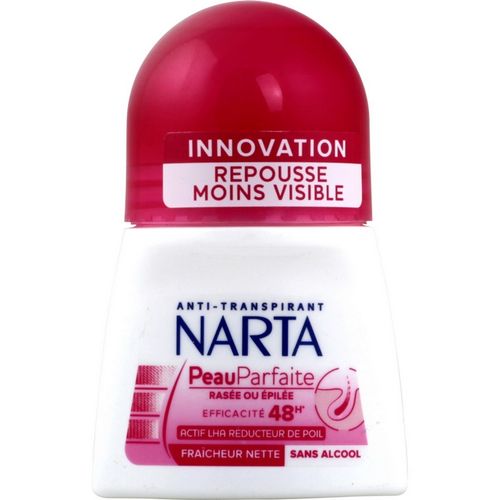 INNOVATION
REPOUSSE
MOINS VISIBLE
ANTI-TRANSPIRANT
NARTA
PeauParfaite
RASÉE OU ÉPILÉE
EFFICACITÉ 48H*
ACTIF LHA RÉDUCTEUR DE POIL
FRAÎCHEUR NETTE SANS ALCOOL